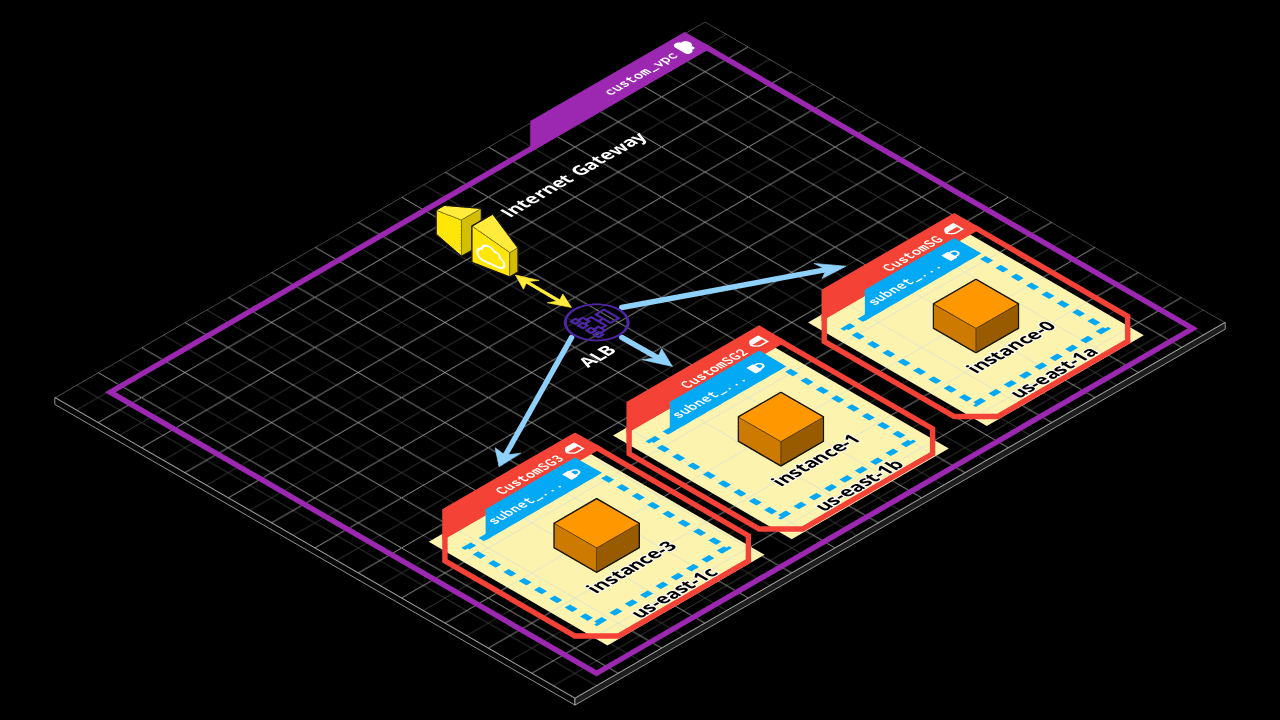 custom_vpc
Internet Gateway
ALB
CustomSG
subnet_...
instance-0
us-east-1a
CustomSG2
subnet_...
instance-1
us-east-1b
CustomSG3
subnet_...
instance-3
us-east-1c